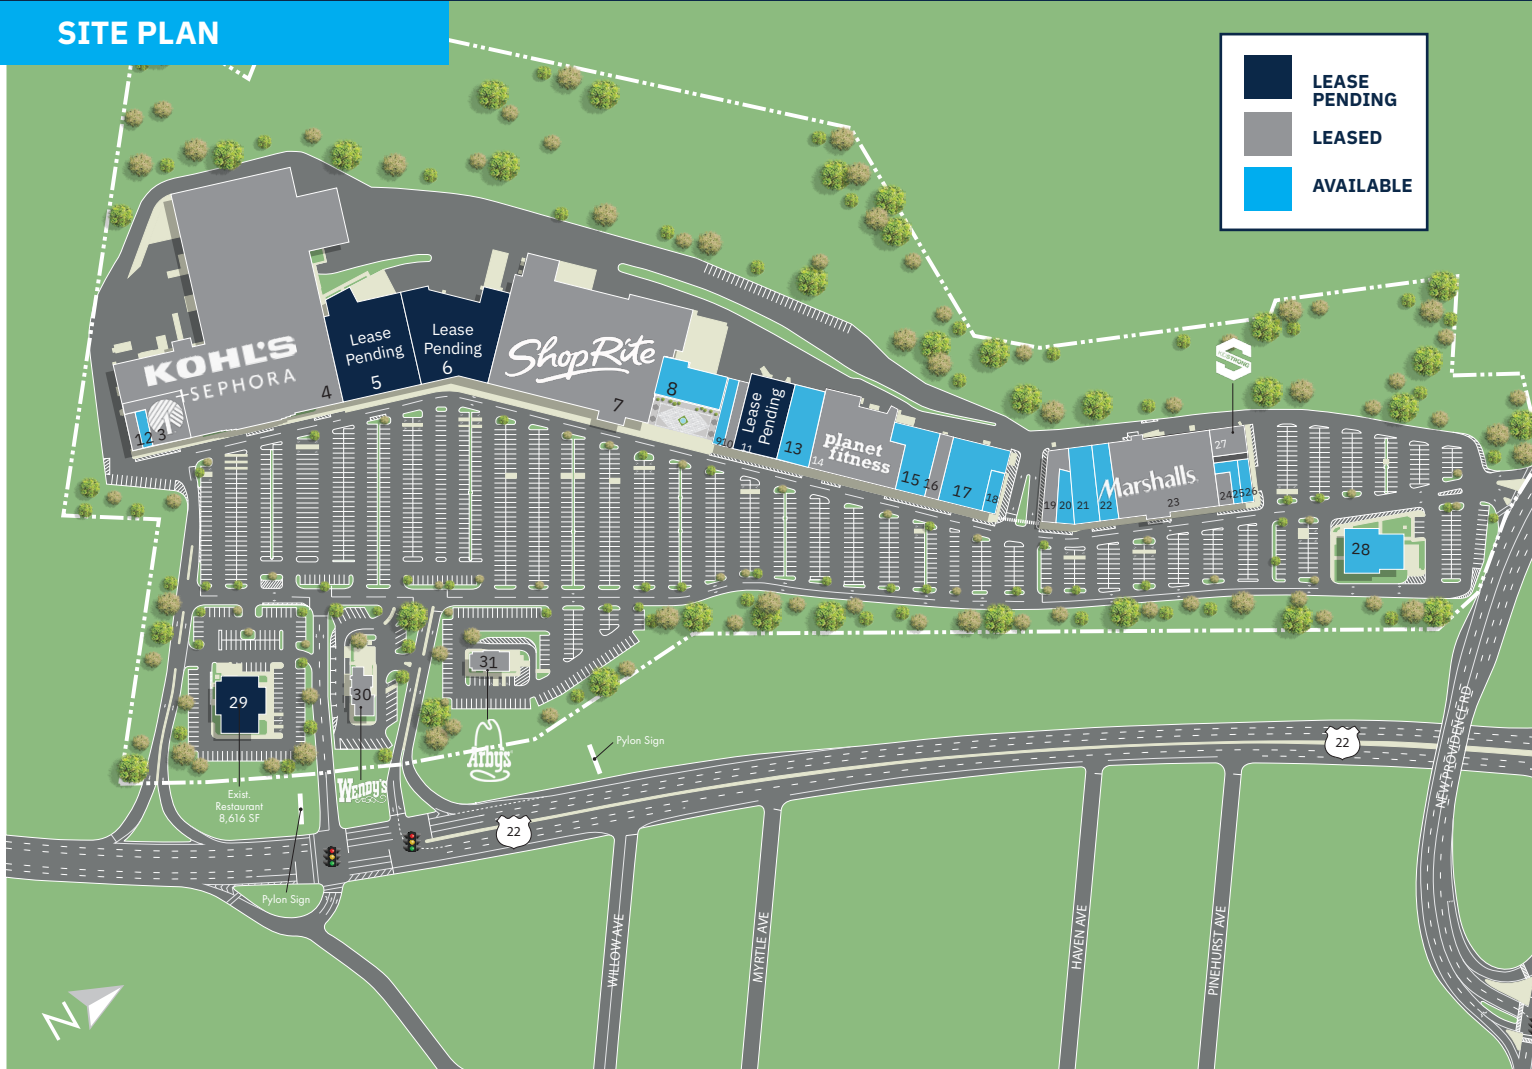 SITE PLAN
LEASE
PENDING
LEASED
AVAILABLE
KOHL'S
+SEPHORA
1 2 3
4
Lease
Pending
5
Lease
Pending
6
ShopRite
7
8
9 10
11
Lease
Pending
13
14
planet
fitness
15
16
17
18
19
20
21
22
Marshalls
23
24 25 26
27
28
29
30
31
Exist.
Restaurant
8,616 SF
Wendy's
Arby's
Pylon Sign
Pylon Sign
22
22
NEW PROVIDENCE RD
WILLOW AVE
MYRTLE AVE
HAVEN AVE
PINEHURST AVE
N